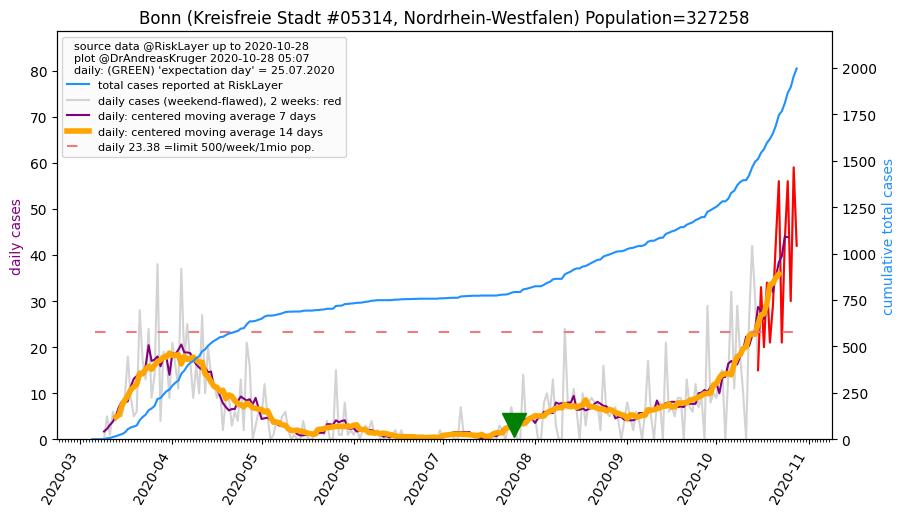 Bonn (Kreisfreie Stadt #05314, Nordrhein-Westfalen) Population=327258
source data @RiskLayer up to 2020-10-28
plot @DrAndreasKruger 2020-10-28 05:07
daily: (GREEN) 'expectation day' = 25.07.2020
total cases reported at RiskLayer
daily cases (weekend-flawed), 2 weeks: red
daily: centered moving average 7 days
daily: centered moving average 14 days
daily 23.38 =limit 500/week/1mio pop.
daily cases
80
70
60
50
40
30
20
10
0
cumulative total cases
2000
1750
1500
1250
1000
750
500
250
0
2020-03
2020-04
2020-05
2020-06
2020-07
2020-08
2020-09
2020-10
2020-11